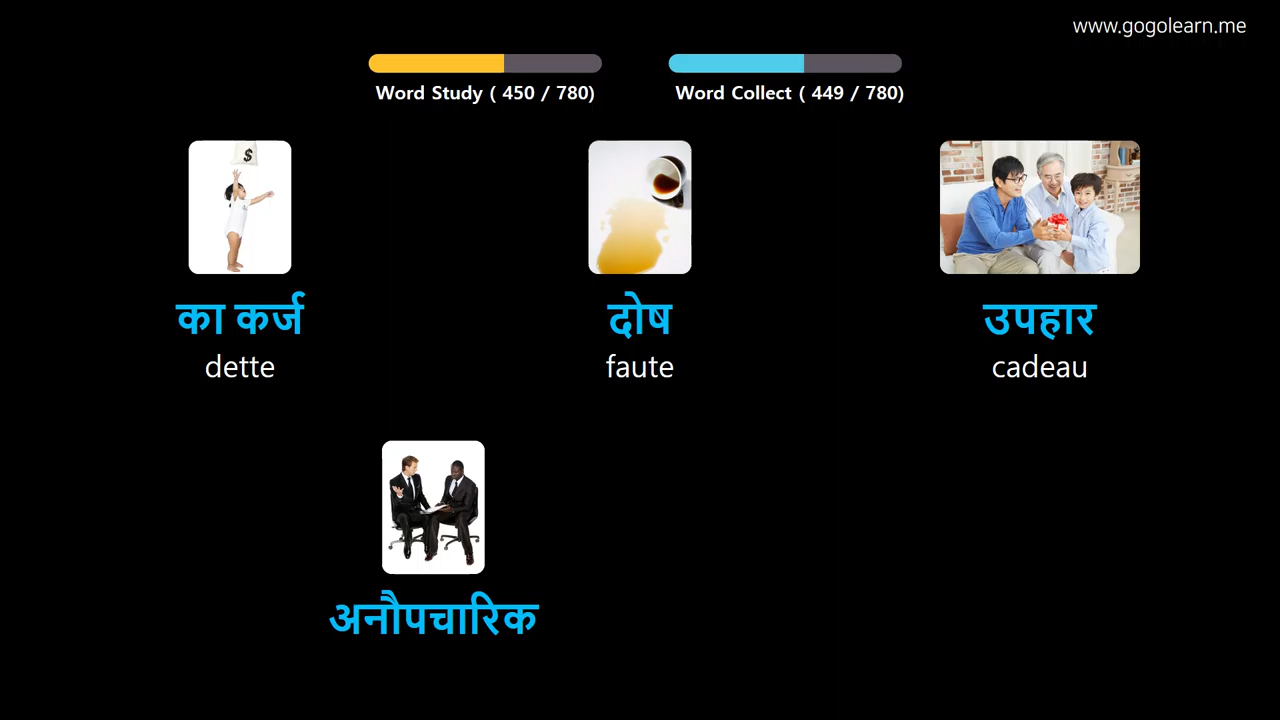 www.gogolearn.me
Word Study ( 450 / 780)
Word Collect ( 449 / 780)
$
का कर्ज
dette
दोष
faute
उपहार
cadeau
अनौपचारिक